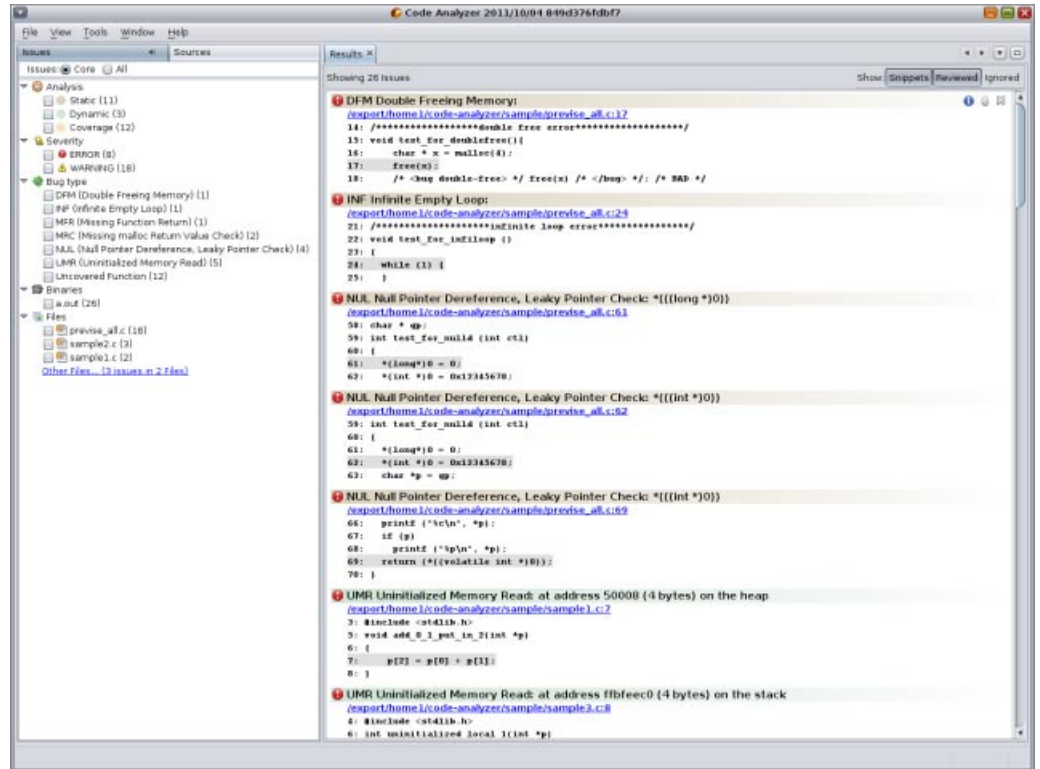 Code Analyzer 2011/10/04 849d376fdbf7
File View Tools Window Help
Issues Sources
Issues: Core All
Analysis
Static (11)
Dynamic (3)
Coverage (12)
Severity
ERROR (8)
WARNING (18)
Bug type
DFM (Double Freeing Memory) (1)
INF (Infinite Empty Loop) (1)
MFR (Missing Function Return) (1)
MRC (Missing malloc Return Value Check) (2)
NUL (Null Pointer Dereference, Leaky Pointer Check) (4)
UMR (Uninitialized Memory Read) (5)
Uncovered Function (12)
Binaries
a.out (26)
Files
previse_all.c (18)
sample2.c (3)
sample1.c (2)
Other Files... (3 issues in 2 Files)
Results
Showing 26 Issues
Show: Snippets Reviewed Ignored
DFM Double Freeing Memory:
/export/home1/code-analyzer/sample/previse_all.c:17
14: /*******************double free error********************/
15: void test_for_doublefree(){
16: char * x = malloc(4);
17: free(x);
18: /* <bug double-free> */ free(x) /* </bug> */; /* BAD */
INF Infinite Empty Loop:
/export/home1/code-analyzer/sample/previse_all.c:24
21: /*********************infinite loop error******************/
22: void test_for_infiloop ()
23: {
24: while (1) {
25: }
NUL Null Pointer Dereference, Leaky Pointer Check: *(((long *)0))
/export/home1/code-analyzer/sample/previse_all.c:61
58: char * gp;
59: int test_for_nulld (int ctl)
60: {
61: *(long*)0 = 0;
62: *(int *)0 = 0x12345678;
NUL Null Pointer Dereference, Leaky Pointer Check: *(((int *)0))
/export/home1/code-analyzer/sample/previse_all.c:62
59: int test_for_nulld (int ctl)
60: {
61: *(long*)0 = 0;
62: *(int *)0 = 0x12345678;
63: char *p = gp;
NUL Null Pointer Dereference, Leaky Pointer Check: *(((int *)0))
/export/home1/code-analyzer/sample/previse_all.c:69
66: printf ("%c\n", *p);
67: if (p)
68: printf ("%p\n", *p);
69: return (*((volatile int *)0));
70: }
UMR Uninitialized Memory Read: at address 50008 (4 bytes) on the heap
/export/home1/code-analyzer/sample/sample1.c:7
3: #include <stdlib.h>
5: void add_0_1_put_in_2(int *p)
6: {
7: p[2] = p[0] + p[1];
8: }
UMR Uninitialized Memory Read: at address ffbfeec0 (4 bytes) on the stack
/export/home1/code-analyzer/sample/sample3.c:8
4: #include <stdlib.h>
6: int uninitialized_local_1(int *p)